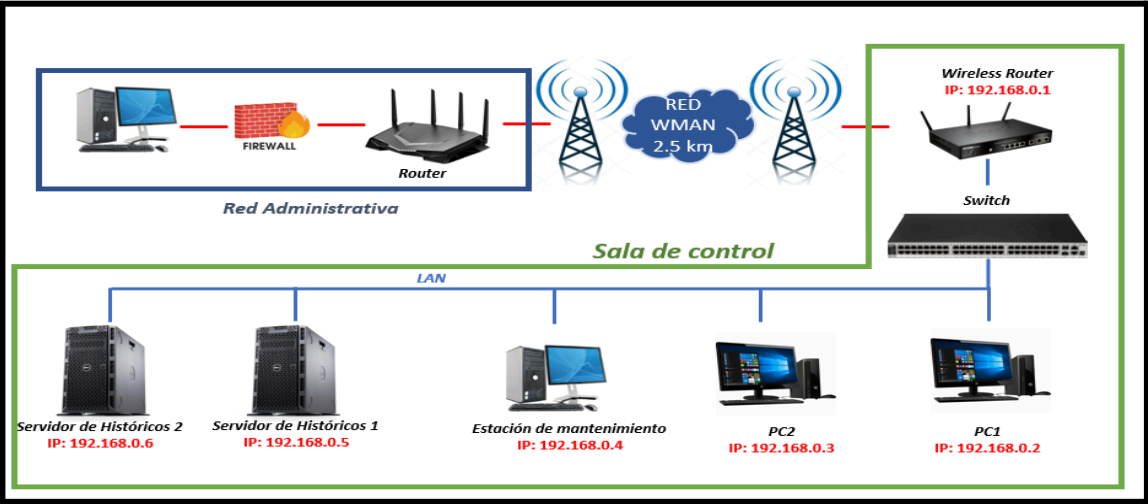 Wireless Router
IP: 192.168.0.1
RED
WMAN
2.5 km
FIREWALL
Router
Red Administrativa
Switch
Sala de control
LAN
Servidor de Históricos 2
IP: 192.168.0.6
Servidor de Históricos 1
IP: 192.168.0.5
Estación de mantenimiento
IP: 192.168.0.4
PC2
IP: 192.168.0.3
PC1
IP: 192.168.0.2